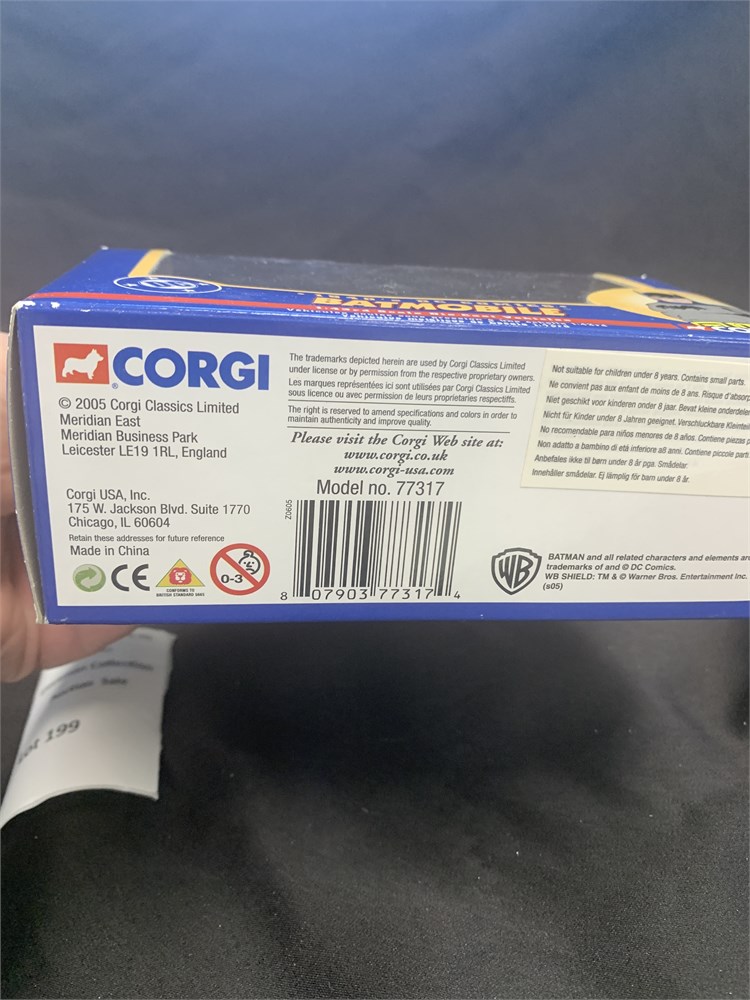 BATMOBILE
CORGI
© 2005 Corgi Classics Limited
Meridian East
Meridian Business Park
Leicester LE19 1RL, England
Corgi USA, Inc.
175 W. Jackson Blvd. Suite 1770
Chicago, IL 60604
Retain these addresses for future reference
Made in China
CE
CONFORMS TO
BRITISH STANDARD
0-3
The trademarks depicted herein are used by Corgi Classics Limited
under license or by permission from the respective proprietary owners.
Les marques représentées ici sont utilisées par Corgi Classics Limited
sous licence ou avec permission de leurs proprietaries respectifs.
The right is reserved to amend specifications and colors in order to
maintain authenticity and improve quality.
Please visit the Corgi Web site at:
www.corgi.co.uk
www.corgi-usa.com
Model no. 77317
Z0605
8 07903 77317 4
Not suitable for children under 8 years. Contains small parts.
Ne convient pas aux enfant de moins de 8 ans. Risque d'absorp
Niet geschikt voor kinderen onder 8 jaar. Bevat kleine onderdele
Nicht für Kinder unter 8 Jahren geeignet. Verschluckbare Kleinteil
No recomendable para niños menores de 8 años. Contiene piezas p
Non adatto a bambino di età inferiore a8 anni. Contiene piccole parti
Anbefales ikke til børn under 8 år pga. Smådelar
Innehåller smådelar. Ej lämplig för barn under 8 år.
WB
BATMAN and all related characters and elements are
trademarks of and © DC Comics.
WB SHIELD: TM & © Warner Bros. Entertainment Inc.
(s05)
Collection
Sale
Lot 199